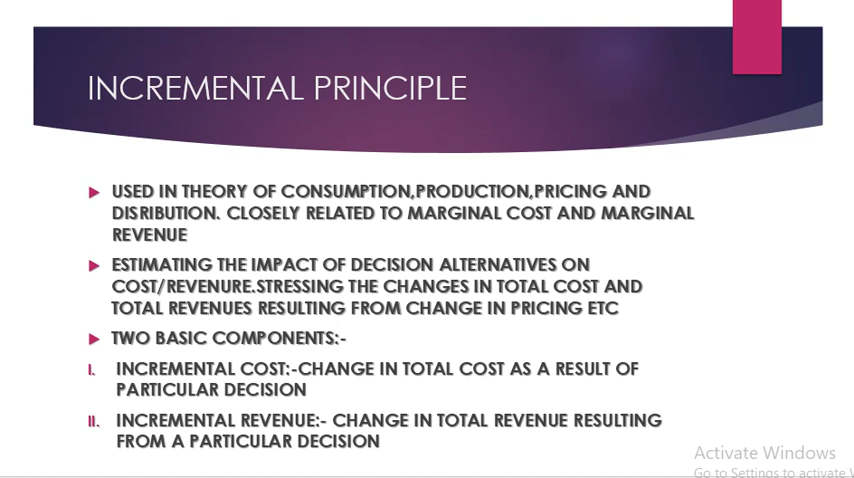 INCREMENTAL PRINCIPLE
USED IN THEORY OF CONSUMPTION,PRODUCTION,PRICING AND
DISRIBUTION. CLOSELY RELATED TO MARGINAL COST AND MARGINAL
REVENUE
ESTIMATING THE IMPACT OF DECISION ALTERNATIVES ON
COST/REVENURE.STRESSING THE CHANGES IN TOTAL COST AND
TOTAL REVENUES RESULTING FROM CHANGE IN PRICING ETC
TWO BASIC COMPONENTS:-
I. INCREMENTAL COST:-CHANGE IN TOTAL COST AS A RESULT OF
PARTICULAR DECISION
II. INCREMENTAL REVENUE:- CHANGE IN TOTAL REVENUE RESULTING
FROM A PARTICULAR DECISION
Activate Windows
Go to Settings to activate W